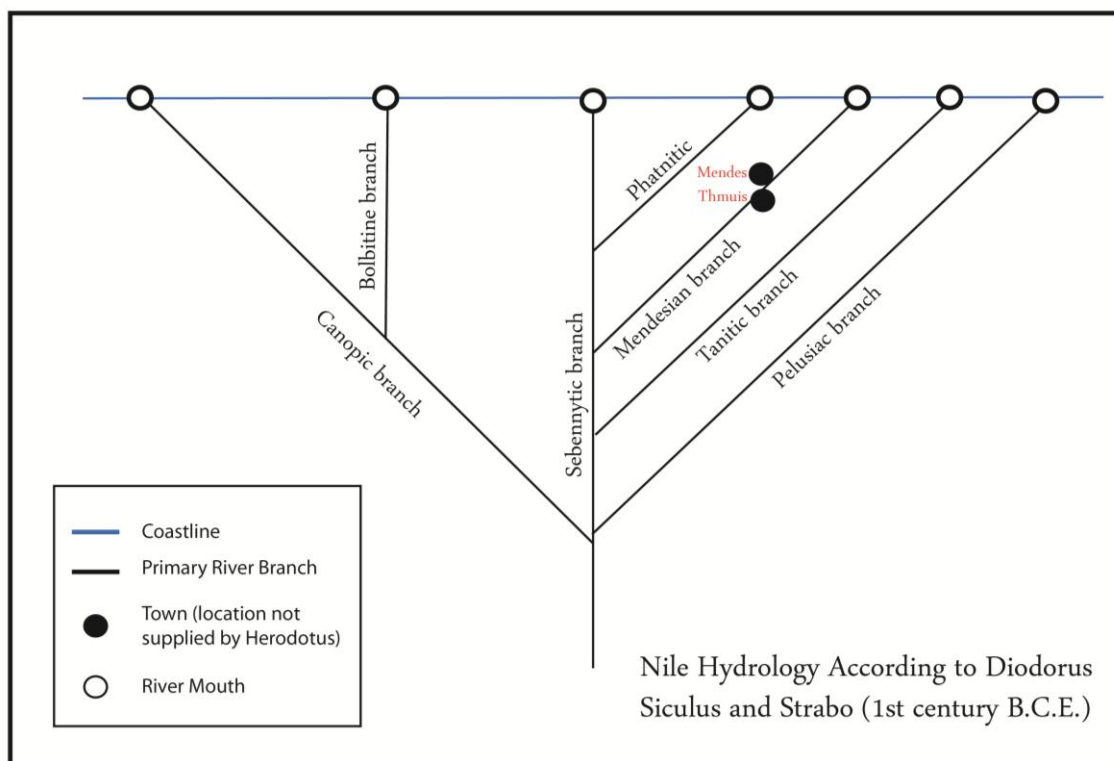 Bolbitine branch
Canopic branch
Sebennytic branch
Phatnitic
Mendes
Thmuis
Mendesian branch
Tanitic branch
Pelusiac branch
Coastline
Primary River Branch
Town (location not
supplied by Herodotus)
River Mouth
Nile Hydrology According to Diodorus
Siculus and Strabo (1st century B.C.E.)